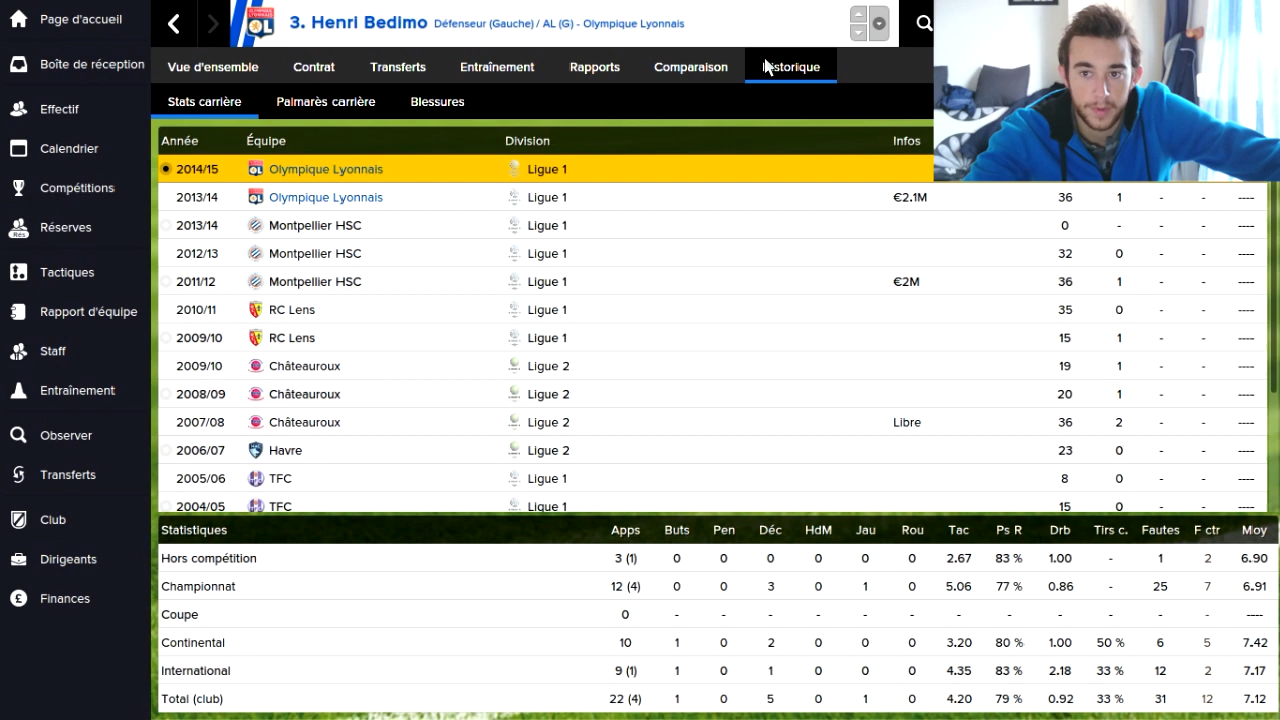 Page d'accueil
Boîte de réception
Effectif
Calendrier
Compétitions
Réserves
Tactiques
Rapport d'équipe
Staff
Entraînement
Observer
Transferts
Club
Dirigeants
Finances
3. Henri Bedimo Défenseur (Gauche) / AL (G) - Olympique Lyonnais
Vue d'ensemble Contrat Transferts Entraînement Rapports Comparaison Historique
Stats carrière Palmarès carrière Blessures
Année Équipe Division Infos
2014/15 Olympique Lyonnais Ligue 1
2013/14 Olympique Lyonnais Ligue 1 €2.1M 36 1 - - ----
2013/14 Montpellier HSC Ligue 1 0 - - - ----
2012/13 Montpellier HSC Ligue 1 32 0 - - ----
2011/12 Montpellier HSC Ligue 1 €2M 36 1 - - ----
2010/11 RC Lens Ligue 1 35 0 - - ----
2009/10 RC Lens Ligue 1 15 1 - - ----
2009/10 Châteauroux Ligue 2 19 1 - - ----
2008/09 Châteauroux Ligue 2 20 1 - - ----
2007/08 Châteauroux Ligue 2 Libre 36 2 - - ----
2006/07 Havre Ligue 2 23 0 - - ----
2005/06 TFC Ligue 1 8 0 - - ----
2004/05 TFC Ligue 1 15 0 - - ----
Statistiques Apps Buts Pen Déc HdM Jau Rou Tac Ps R Drb Tirs c. Fautes F ctr Moy
Hors compétition 3 (1) 0 0 0 0 0 0 2.67 83 % 1.00 - 1 2 6.90
Championnat 12 (4) 0 0 3 0 1 0 5.06 77 % 0.86 - 25 7 6.91
Coupe 0 - - - - - - - - - - - - ----
Continental 10 1 0 2 0 0 0 3.20 80 % 1.00 50 % 6 5 7.42
International 9 (1) 1 0 1 0 0 0 4.35 83 % 2.18 33 % 12 2 7.17
Total (club) 22 (4) 1 0 5 0 1 0 4.20 79 % 0.92 33 % 31 12 7.12